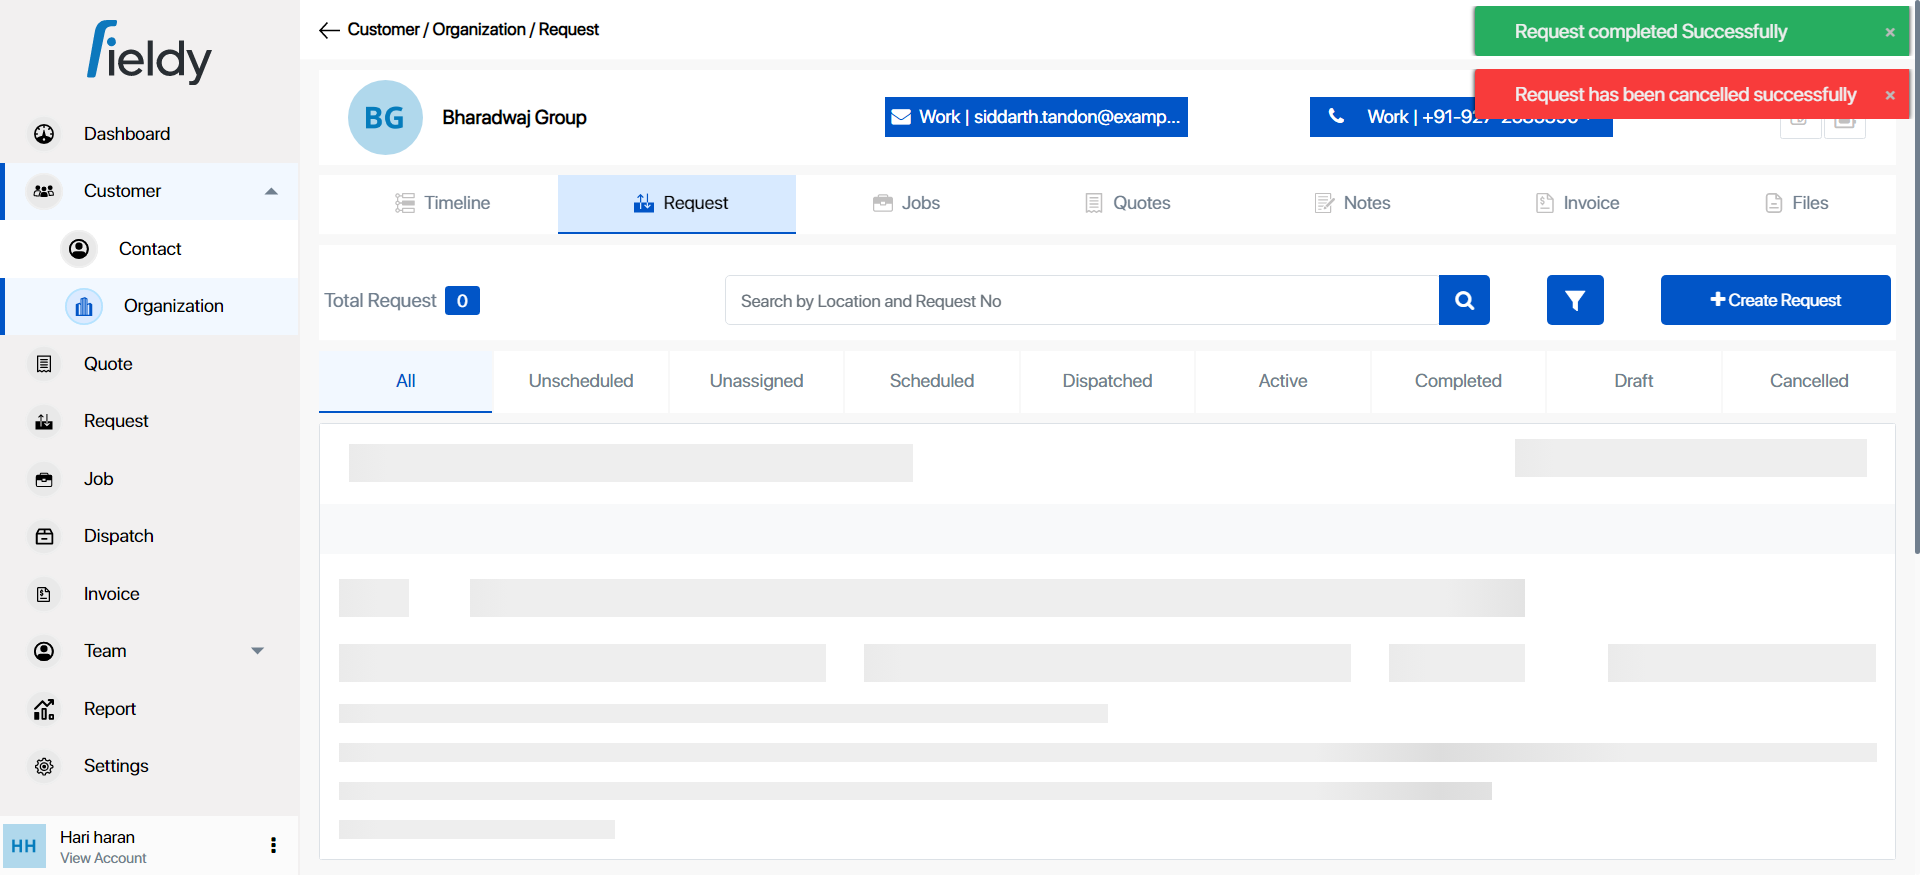 fieldy
Customer / Organization / Request
Request completed Successfully ×
Request has been cancelled successfully ×
BG
Bharadwaj Group
Work | siddarth.tandon@examp...
Work |
Dashboard
Customer
Contact
Organization
Quote
Request
Job
Dispatch
Invoice
Team
Report
Settings
HH
Hari haran
View Account
Timeline
Request
Jobs
Quotes
Notes
Invoice
Files
Total Request 0
Search by Location and Request No
+Create Request
All
Unscheduled
Unassigned
Scheduled
Dispatched
Active
Completed
Draft
Cancelled